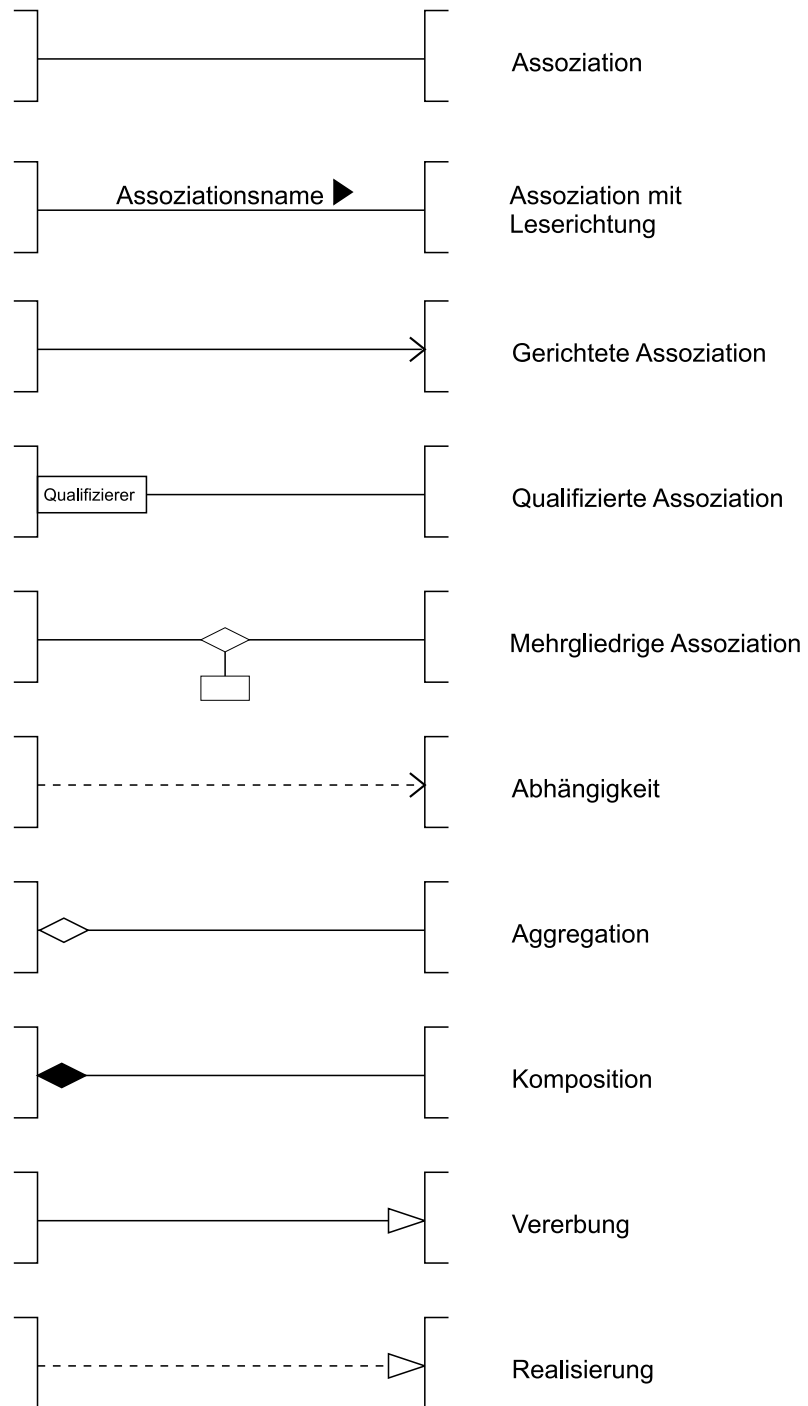 Assoziation
Assoziationsname
Assoziation mit
Leserichtung
Gerichtete Assoziation
Qualifizierer
Qualifizierte Assoziation
Mehrgliedrige Assoziation
Abhängigkeit
Aggregation
Komposition
Vererbung
Realisierung